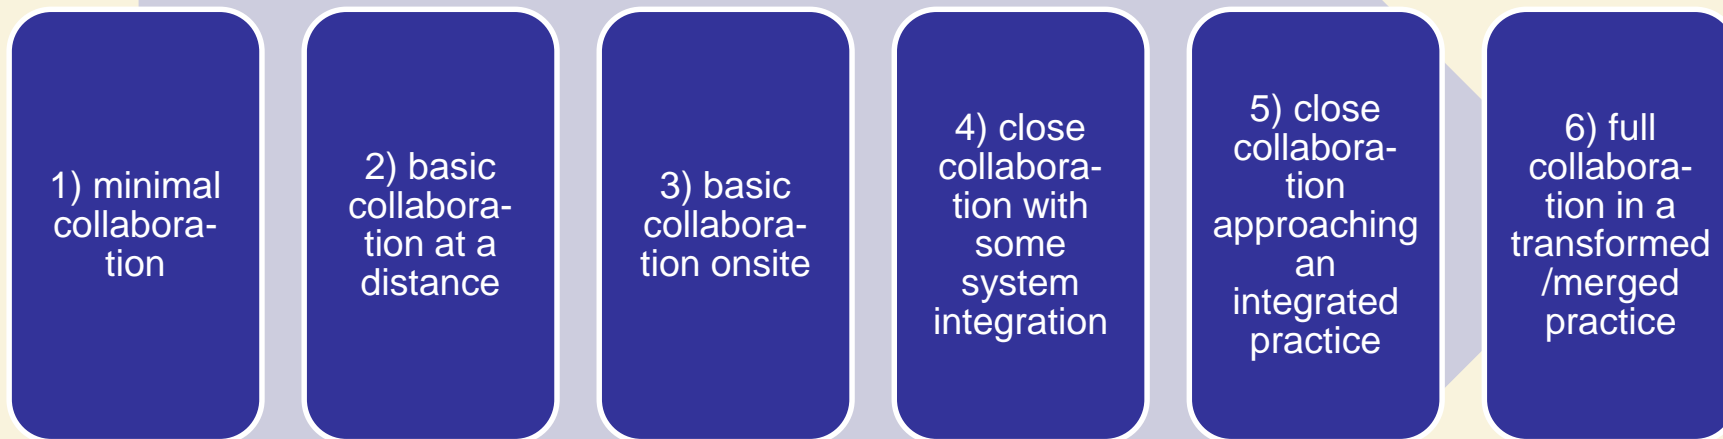 1) minimal
collabora-
tion
2) basic
collabora-
tion at a
distance
3) basic
collabora-
tion onsite
4) close
collabora-
tion with
some
system
integration
5) close
collabora-
tion
approaching
an
integrated
practice
6) full
collabora-
tion in a
transformed
/merged
practice